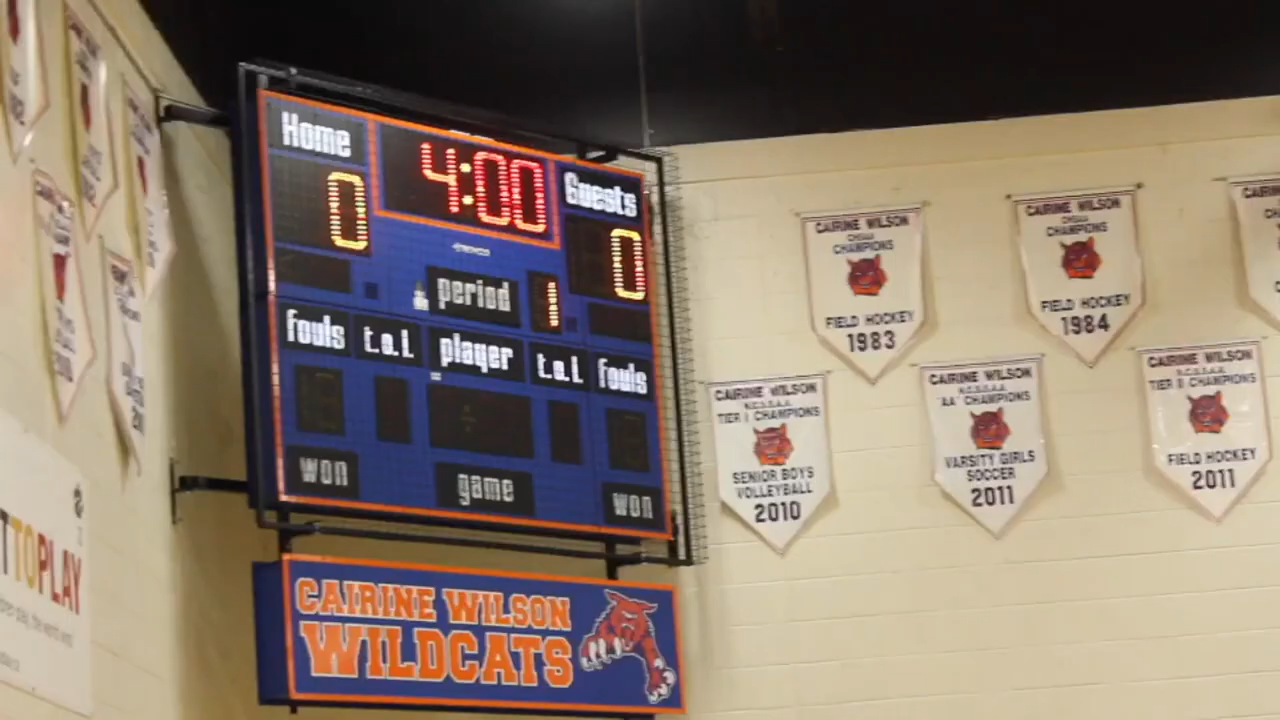 Home
4:00
Guests
0
0
period
1
fouls
t.o.l
player
t.o.l
fouls
won
game
won
CAIRINE WILSON
WILDCATS
CAIRINE WILSON
CHAMPIONS
FIELD HOCKEY
1983
CAIRINE WILSON
CHAMPIONS
FIELD HOCKEY
1984
CAIRINE WILSON
TIER I CHAMPIONS
SENIOR BOYS
VOLLEYBALL
2010
CAIRINE WILSON
"AA" CHAMPIONS
VARSITY GIRLS
SOCCER
2011
CAIRINE WILSON
TIER II CHAMPIONS
FIELD HOCKEY
2011
TOPLAY